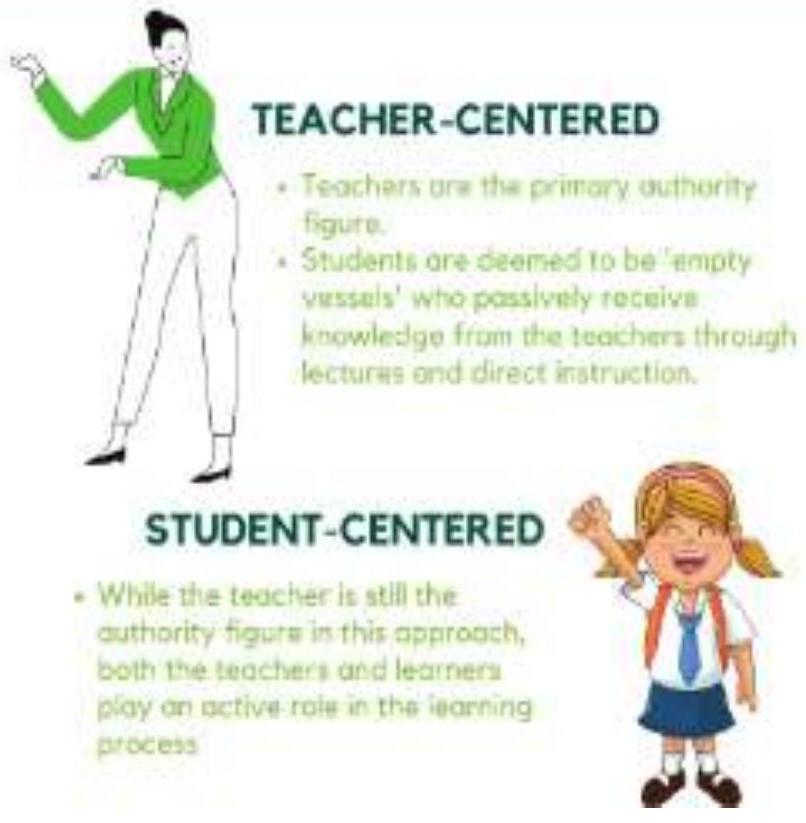 TEACHER-CENTERED
• Teachers are the primary authority
figure.
• Students are deemed to be 'empty
vessels' who passively receive
knowledge from the teachers through
lectures and direct instruction.
STUDENT-CENTERED
• While the teacher is still the
authority figure in this approach,
both the teachers and learners
play an active role in the learning
process